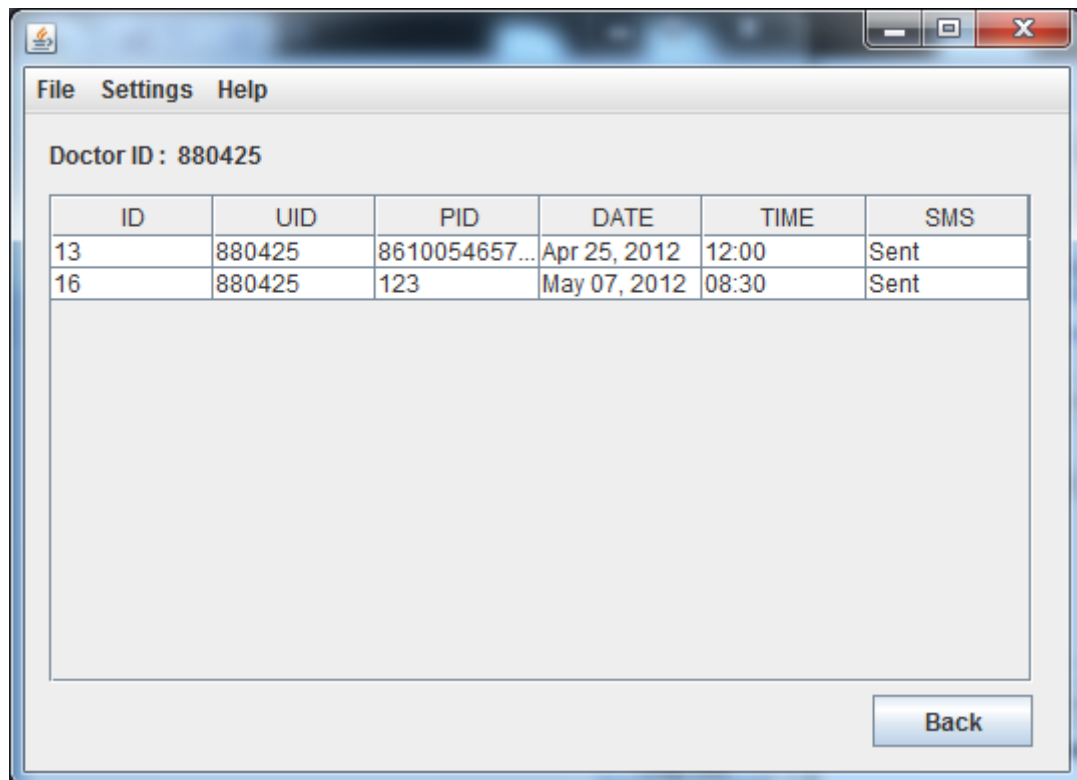 File Settings Help
Doctor ID : 880425
ID UID PID DATE TIME SMS
13 880425 8610054657... Apr 25, 2012 12:00 Sent
16 880425 123 May 07, 2012 08:30 Sent
Back